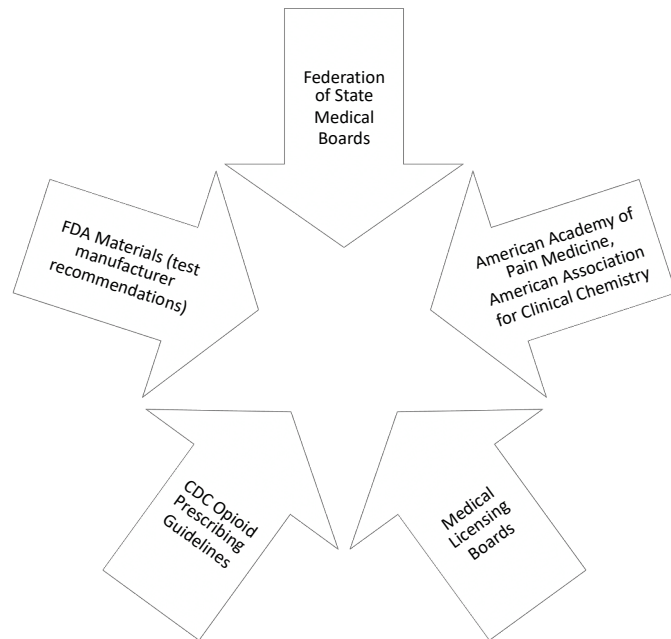 Federation
of State
Medical
Boards
American Academy of
Pain Medicine,
American Association
for Clinical Chemistry
Medical
Licensing
Boards
CDC Opioid
Prescribing
Guidelines
FDA Materials (test
manufacturer
recommendations)